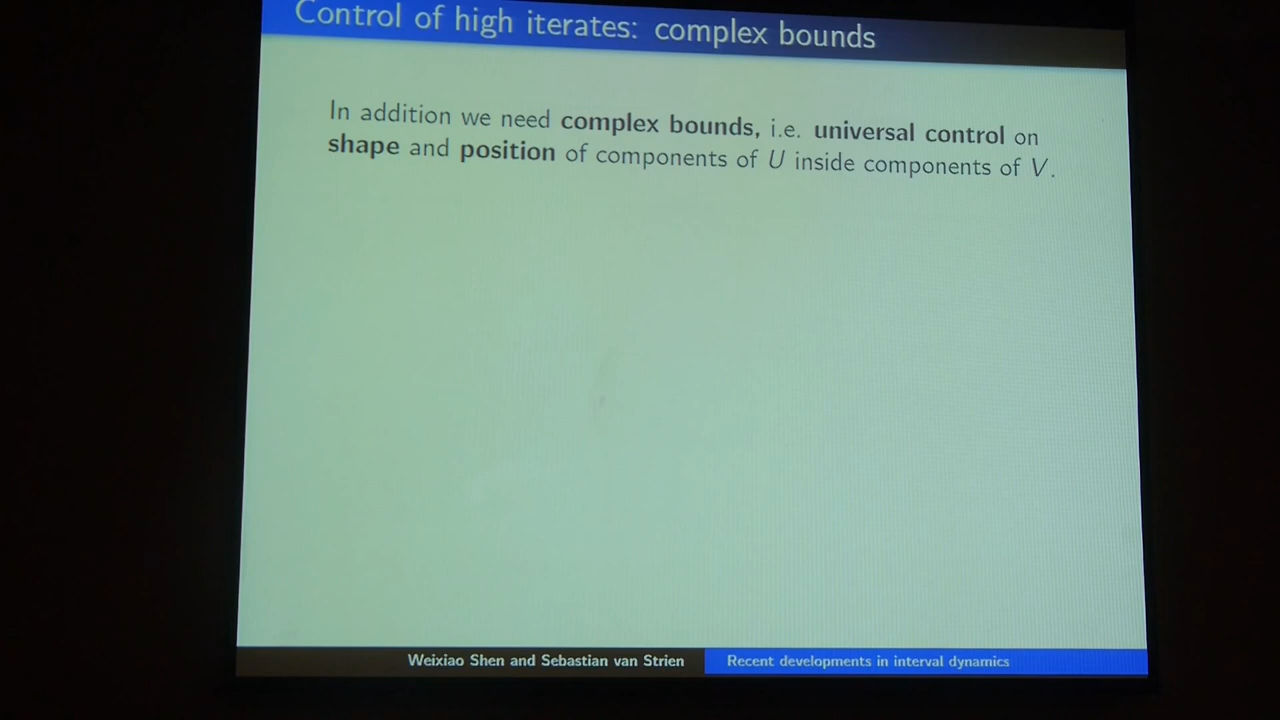 Control of high iterates: complex bounds
In addition we need complex bounds, i.e. universal control on
shape and position of components of U inside components of V.
Weixiao Shen and Sebastian van Strien
Recent developments in interval dynamics